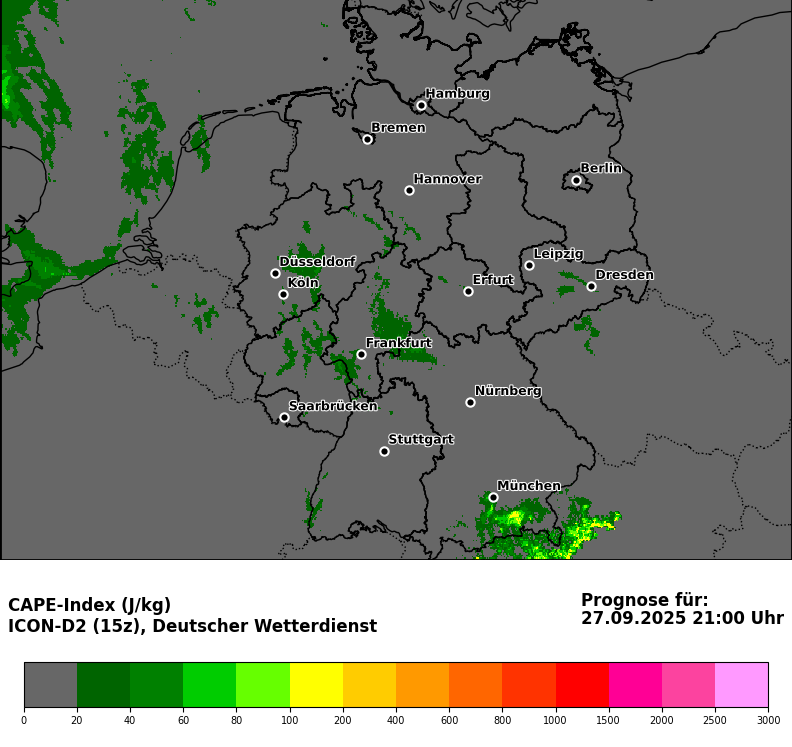 Hamburg
Bremen
Berlin
Hannover
Leipzig
Düsseldorf
Dresden
Köln
Erfurt
Frankfurt
Nürnberg
Saarbrücken
Stuttgart
München
CAPE-Index (J/kg)
ICON-D2 (15z), Deutscher Wetterdienst
Prognose für:
27.09.2025 21:00 Uhr
0 20 40 60 80 100 200 400 600 800 1000 1500 2000 2500 3000